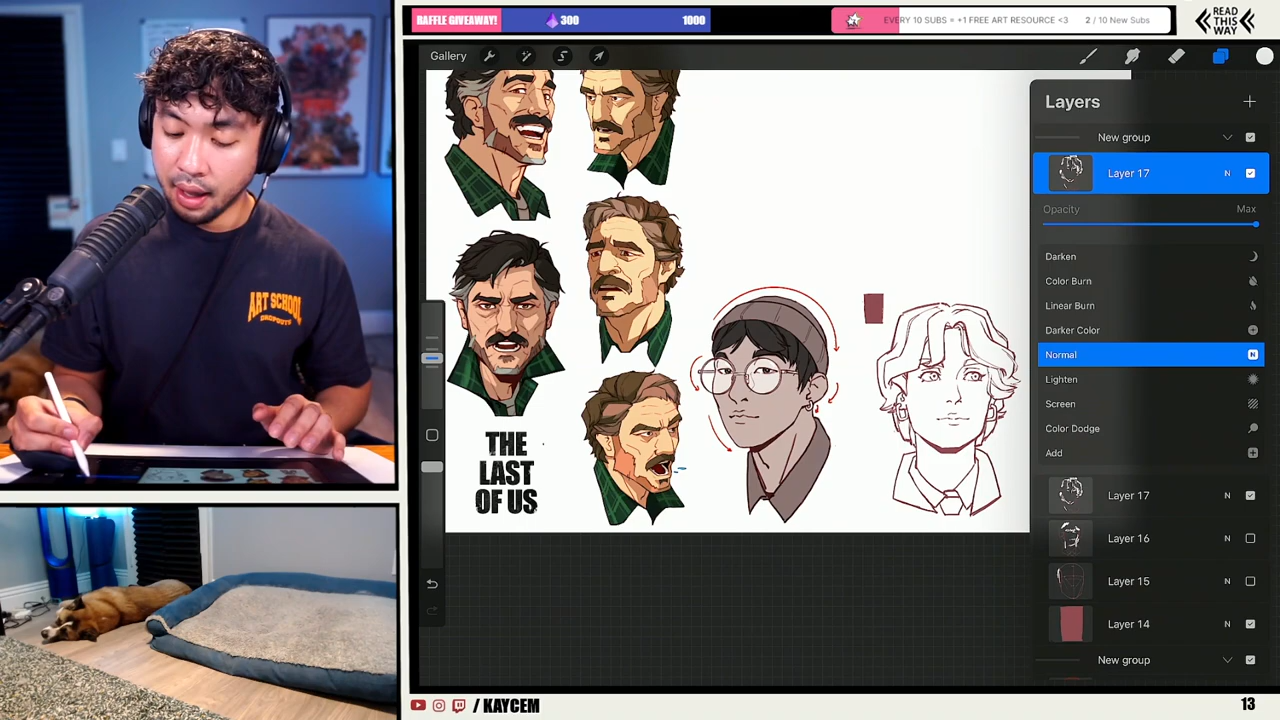 RAFFLE GIVEAWAY!
300
1000
EVERY 10 SUBS = +1 FREE ART RESOURCE <3
2 / 10 New Subs
READ
THIS
WAY
Gallery
Layers
New group
Layer 17
N
Opacity
Max
Darken
Color Burn
Linear Burn
Darker Color
Normal
N
Lighten
Screen
Color Dodge
Add
Layer 17
N
Layer 16
N
Layer 15
N
Layer 14
N
New group
THE
LAST
OF US
ART SCHOOL
DROPOUTS
/ KAYCEM
13